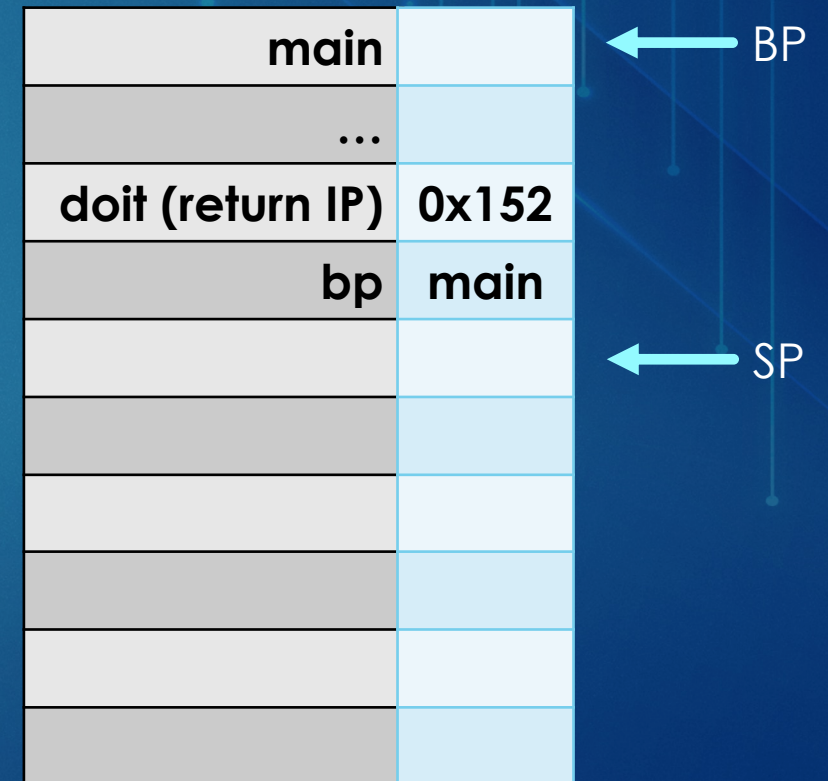 main
BP
…
doit (return IP) 0x152
bp main
SP